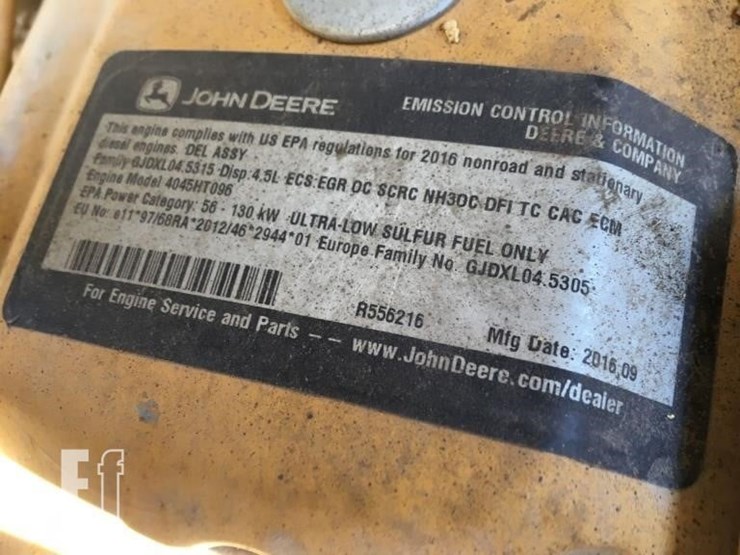 JOHN DEERE
EMISSION CONTROL INFORMATION
DEERE & COMPANY
This engine complies with US EPA regulations for 2016 nonroad and stationary
diesel engines. DEL ASSY
Family:GJDXL04.5315 Disp:4.5L ECS:EGR OC SCRC NH3OC DFI TC CAC ECM
Engine Model 4045HT096
EPA Power Category: 56 - 130 kW ULTRA-LOW SULFUR FUEL ONLY
EU No: e11*97/68RA*2012/46*2944*01 Europe Family No GJDXL04.5305
R556216
Mfg Date: 2016,09
For Engine Service and Parts -- www.JohnDeere.com/dealer
Ef